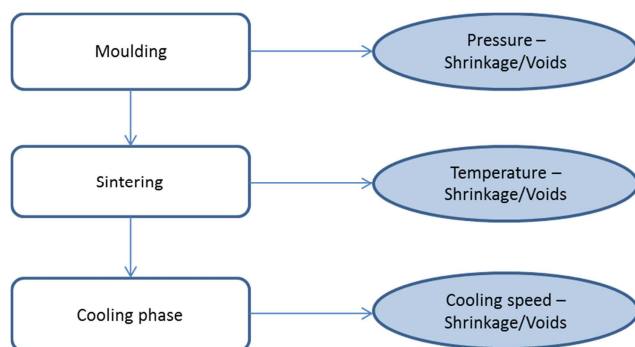 Moulding
Pressure –
Shrinkage/Voids
Sintering
Temperature –
Shrinkage/Voids
Cooling phase
Cooling speed –
Shrinkage/Voids